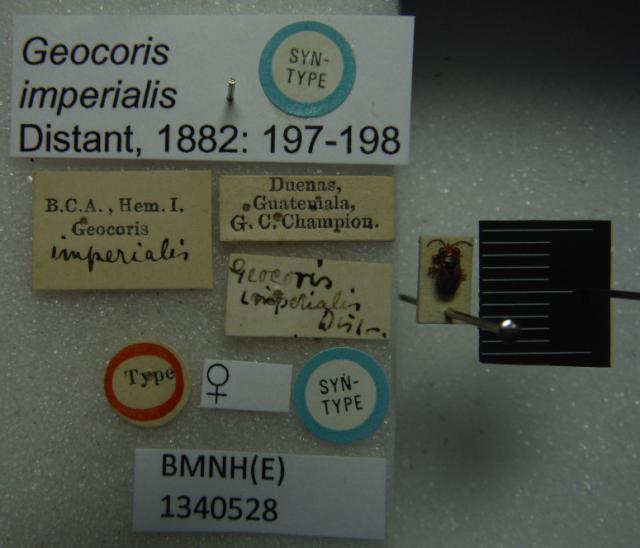 Geocoris
imperialis
Distant, 1882: 197-198
SYN-
TYPE
B.C.A., Hem. I.
Geocoris
imperialis
Duenas,
Guatemala,
G. C. Champion.
Geocoris
imperialis
Dist.
Type
♀
SYN-
TYPE
BMNH(E)
1340528